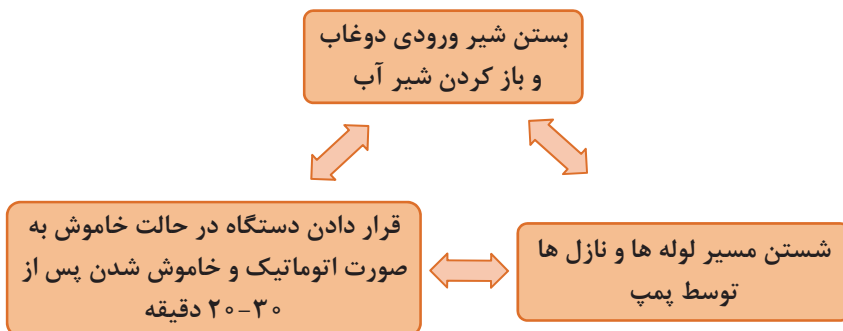 بستن شیر ورودی دوغاب
و باز کردن شیر آب
شستن مسیر لوله ها و نازل ها
توسط پمپ
قرار دادن دستگاه در حالت خاموش به
صورت اتوماتیک و خاموش شدن پس از
۲۰-۳۰ دقیقه